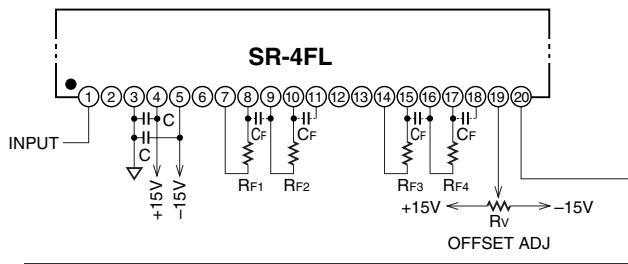 SR-4FL
1 2 3 4 5 6 7 8 9 10 11 12 13 14 15 16 17 18 19 20
C CF CF CF CF
INPUT C
RF1 RF2 RF3 RF4
+15V -15V
+15V RV -15V
OFFSET ADJ